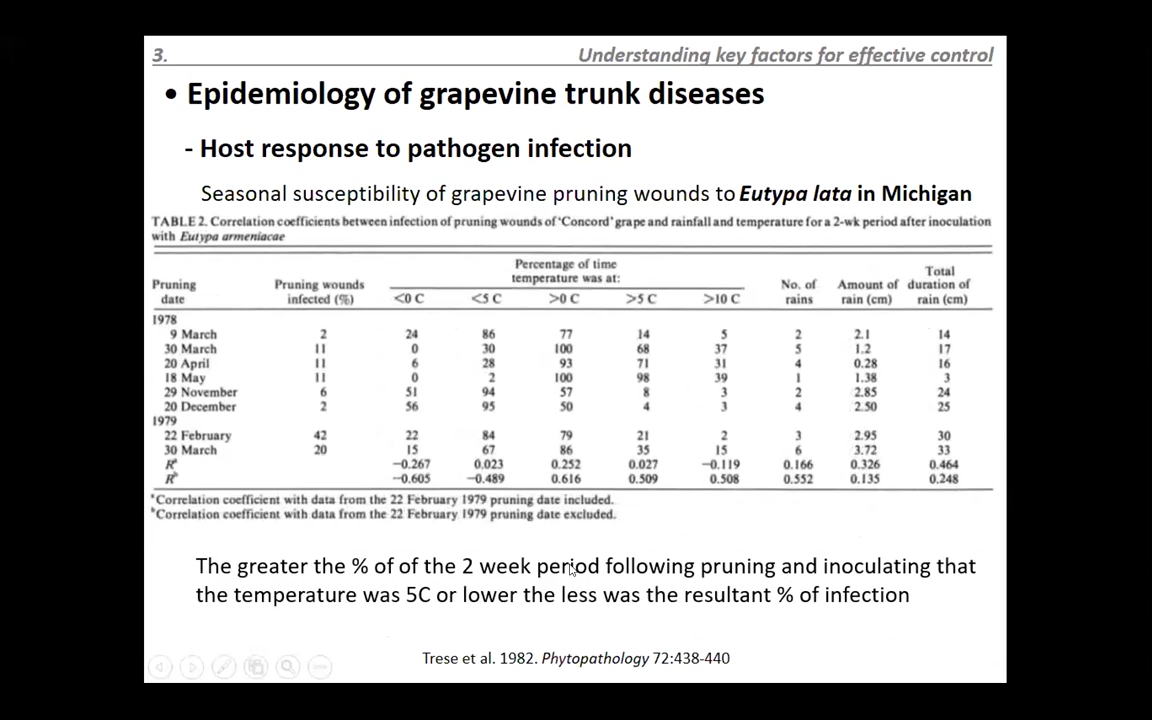 3.
Understanding key factors for effective control
• Epidemiology of grapevine trunk diseases
- Host response to pathogen infection
Seasonal susceptibility of grapevine pruning wounds to Eutypa lata in Michigan
TABLE 2. Correlation coefficients between infection of pruning wounds of 'Concord' grape and rainfall and temperature for a 2-wk period after inoculation
with Eutypa armeniacae
Percentage of time
temperature was at:
Pruning date
Pruning wounds infected (%)
<0 C <5 C >0 C >5 C >10 C
No. of rains
Amount of rain (cm)
Total duration of rain (cm)
1978
9 March 2 24 86 77 14 5 2 2.1 14
30 March 11 0 30 100 68 37 5 1.2 17
20 April 11 6 28 93 71 31 4 0.28 16
18 May 11 0 2 100 98 39 1 1.38 3
29 November 6 51 94 57 8 3 2 2.85 24
20 December 2 56 95 50 4 3 4 2.50 25
1979
22 February 42 22 84 79 21 2 3 2.95 30
30 March 20 15 67 86 35 15 6 3.72 33
Rª −0.267 0.023 0.252 0.027 −0.119 0.166 0.326 0.464
Rᵇ −0.605 −0.489 0.616 0.509 0.508 0.552 0.135 0.248
ªCorrelation coefficient with data from the 22 February 1979 pruning date included.
ᵇCorrelation coefficient with data from the 22 February 1979 pruning date excluded.
The greater the % of of the 2 week period following pruning and inoculating that
the temperature was 5C or lower the less was the resultant % of infection
Trese et al. 1982. Phytopathology 72:438-440